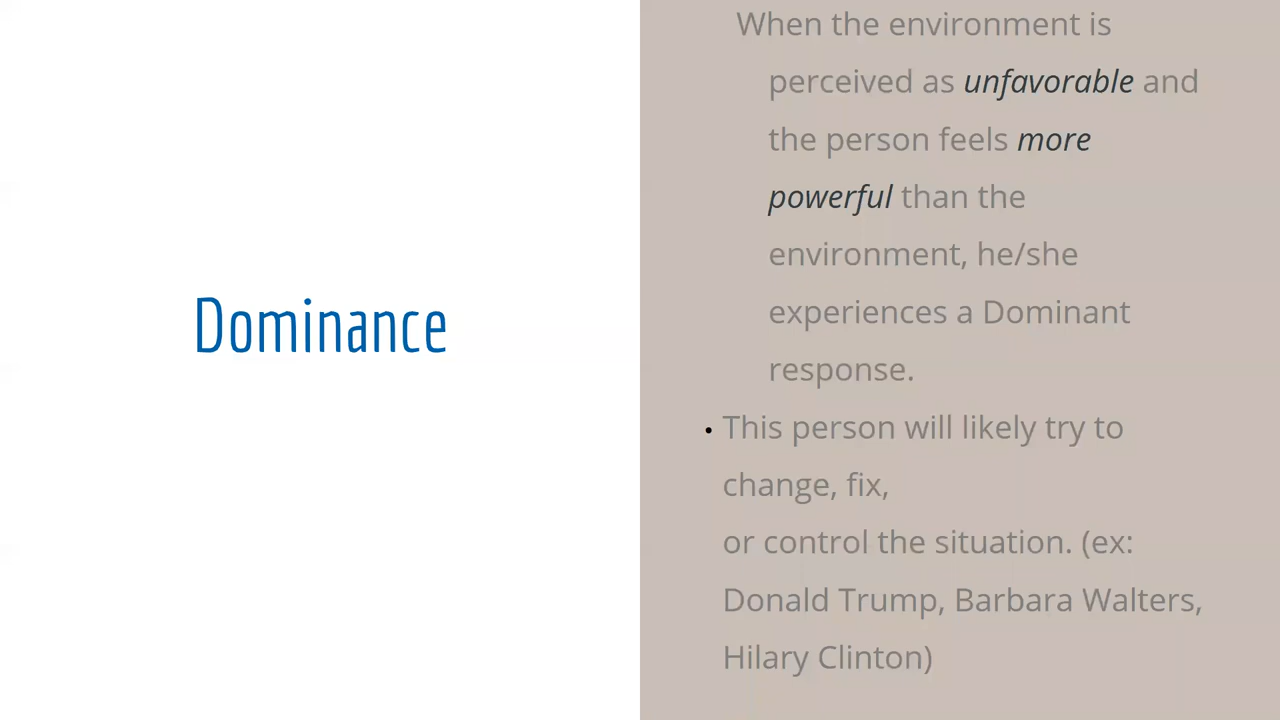 Dominance
When the environment is
perceived as unfavorable and
the person feels more
powerful than the
environment, he/she
experiences a Dominant
response.
• This person will likely try to
change, fix,
or control the situation. (ex:
Donald Trump, Barbara Walters,
Hilary Clinton)